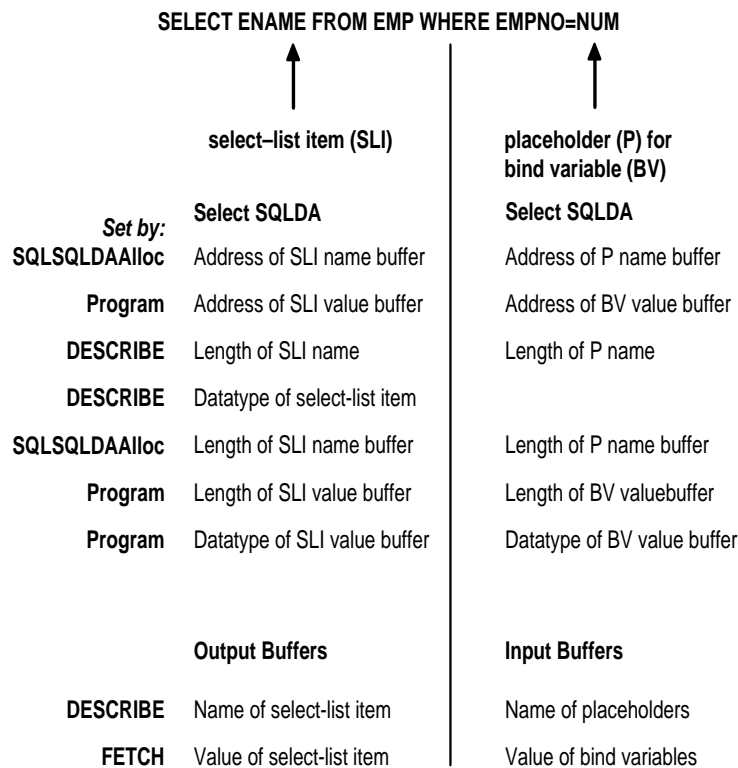 SELECT ENAME FROM EMP WHERE EMPNO=NUM
select–list item (SLI) placeholder (P) for
bind variable (BV)
Select SQLDA Select SQLDA
Set by:
SQLSQLDAAlloc Address of SLI name buffer Address of P name buffer
Program Address of SLI value buffer Address of BV value buffer
DESCRIBE Length of SLI name Length of P name
DESCRIBE Datatype of select-list item
SQLSQLDAAlloc Length of SLI name buffer Length of P name buffer
Program Length of SLI value buffer Length of BV valuebuffer
Program Datatype of SLI value buffer Datatype of BV value buffer
Output Buffers Input Buffers
DESCRIBE Name of select-list item Name of placeholders
FETCH Value of select-list item Value of bind variables